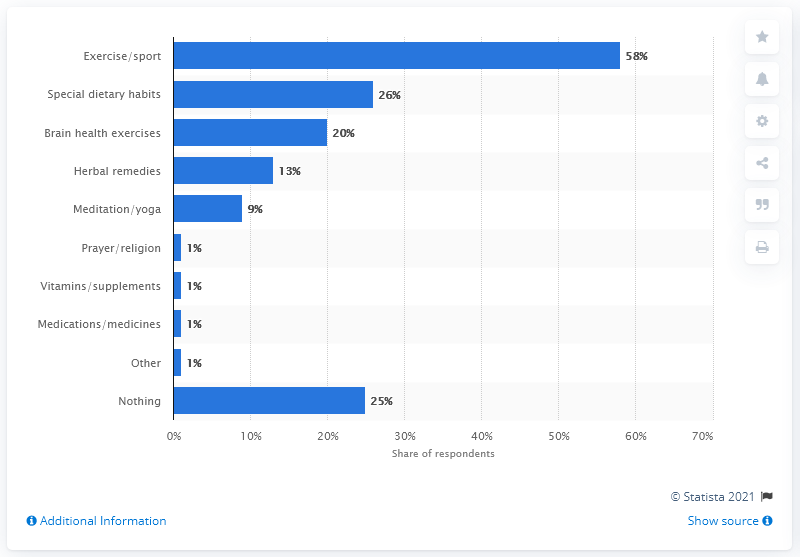 Exercise/sport 58%
Special dietary habits 26%
Brain health exercises 20%
Herbal remedies 13%
Meditation/yoga 9%
Prayer/religion 1%
Vitamins/supplements 1%
Medications/medicines 1%
Other 1%
Nothing 25%
0% 10% 20% 30% 40% 50% 60% 70%
Share of respondents
© Statista 2021
Additional Information
Show source